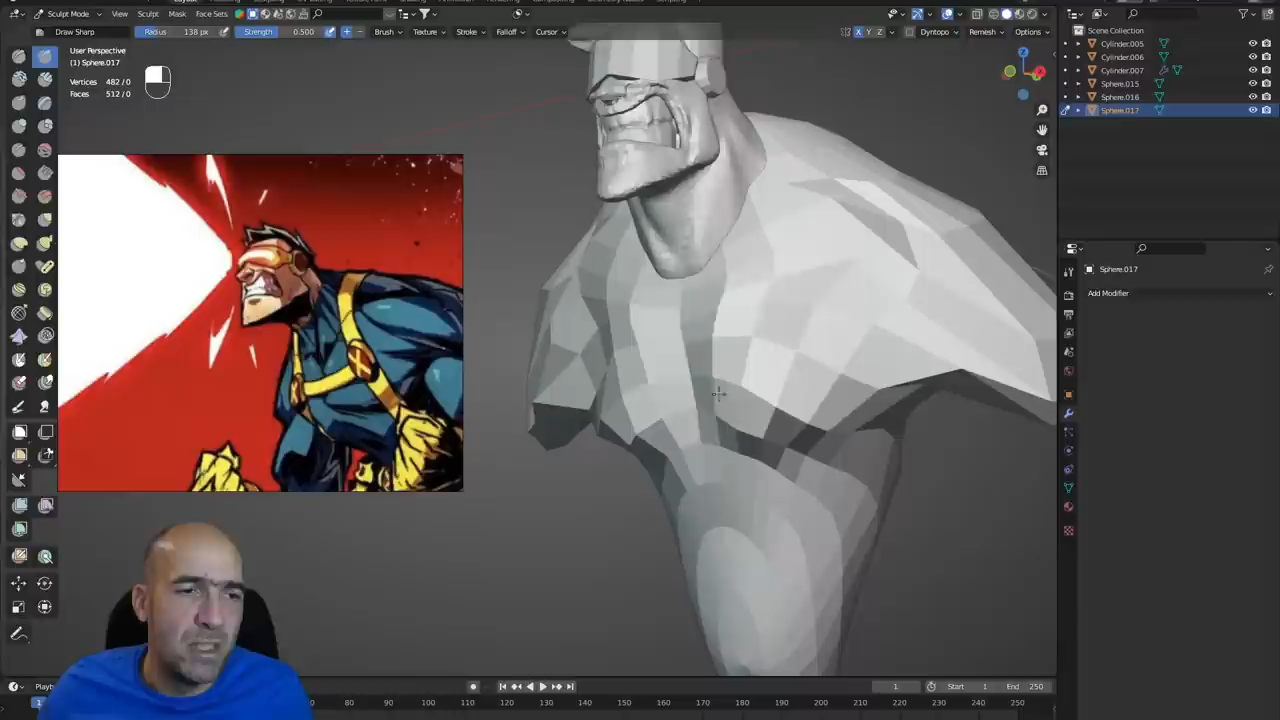 Sculpt Mode
View
Sculpt
Mask
Face Sets
Draw Sharp
Radius
138 px
Strength
0.500
Brush
Texture
Stroke
Falloff
Cursor
X
Y
Z
Dyntopo
Remesh
Options
User Perspective
(1) Sphere.017
Vertices 482 / 0
Faces 512 / 0
Z
Scene Collection
Cylinder.005
Cylinder.006
Cylinder.007
Sphere.015
Sphere.016
Sphere.017
Sphere.017
Add Modifier
Playb
1
Start
1
End
250
70 80 90 100 110 120 130 140 150 160 170 180 190 200 210 220 230 240 250